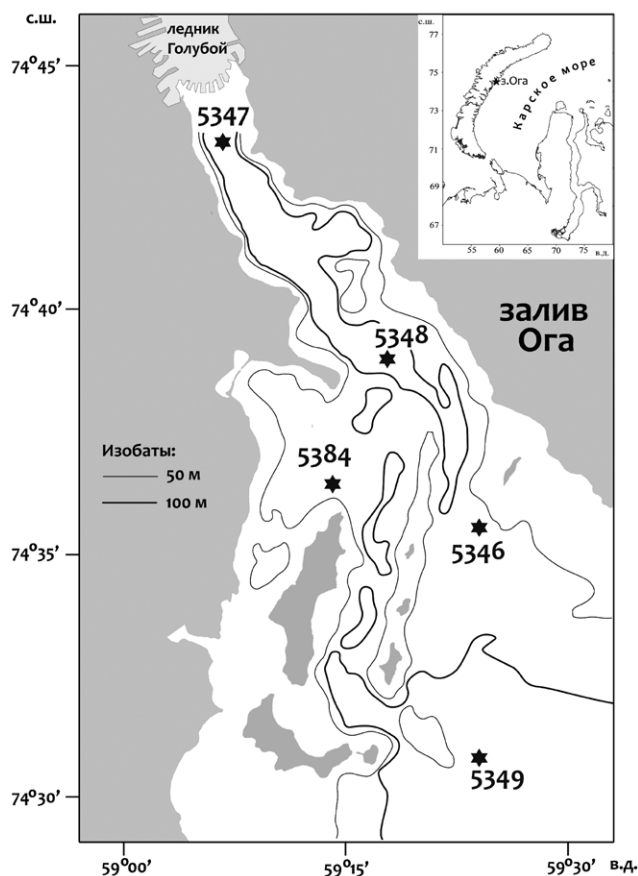 с.ш.
ледник
Голубой
74°45'
5347
с.ш.
77
з.Ога
75
Карское море
73
71
69
67
55 60 70 75
в.д.
74°40'
залив
Ога
5348
Изобаты:
50 м
100 м
5384
5346
74°35'
5349
74°30'
59°00' 59°15' 59°30' в.д.